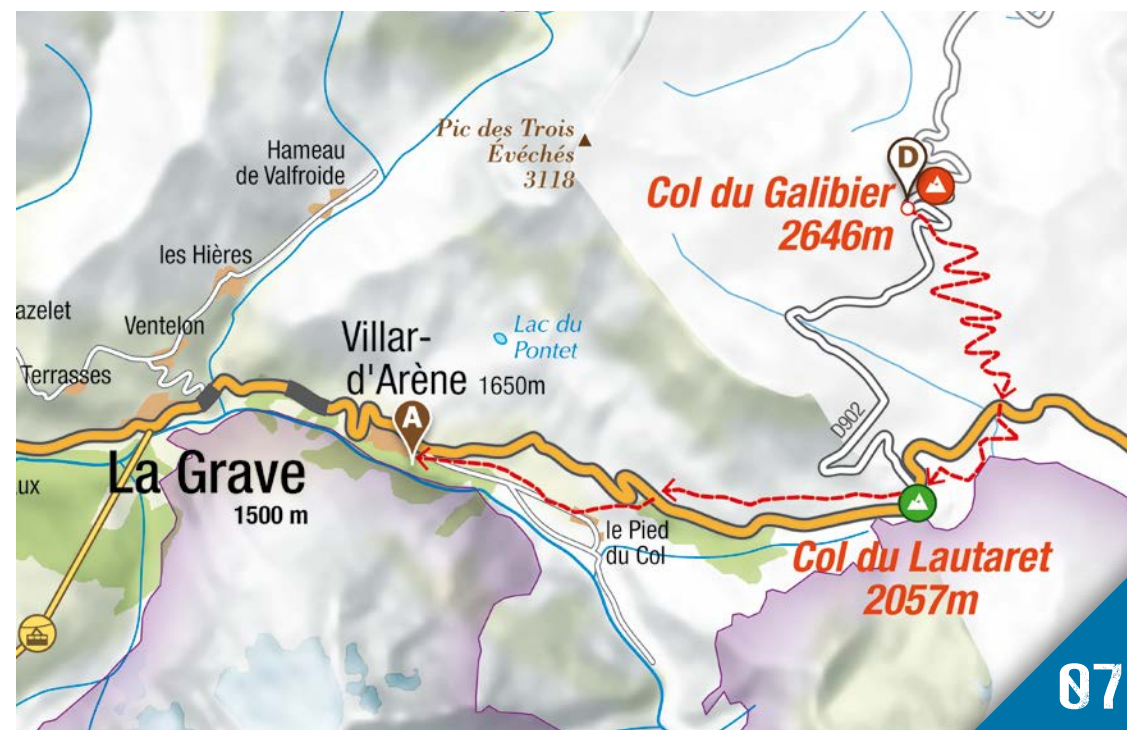 Pic des Trois
Évéchés
3118
Hameau
de Valfroide
D
Col du Galibier
2646m
les Hières
azelet
Ventelon
Villar-
d'Arène 1650m
Lac du
Pontet
Terrasses
A
D902
La Grave
1500 m
ux
le Pied
du Col
Col du Lautaret
2057m
07